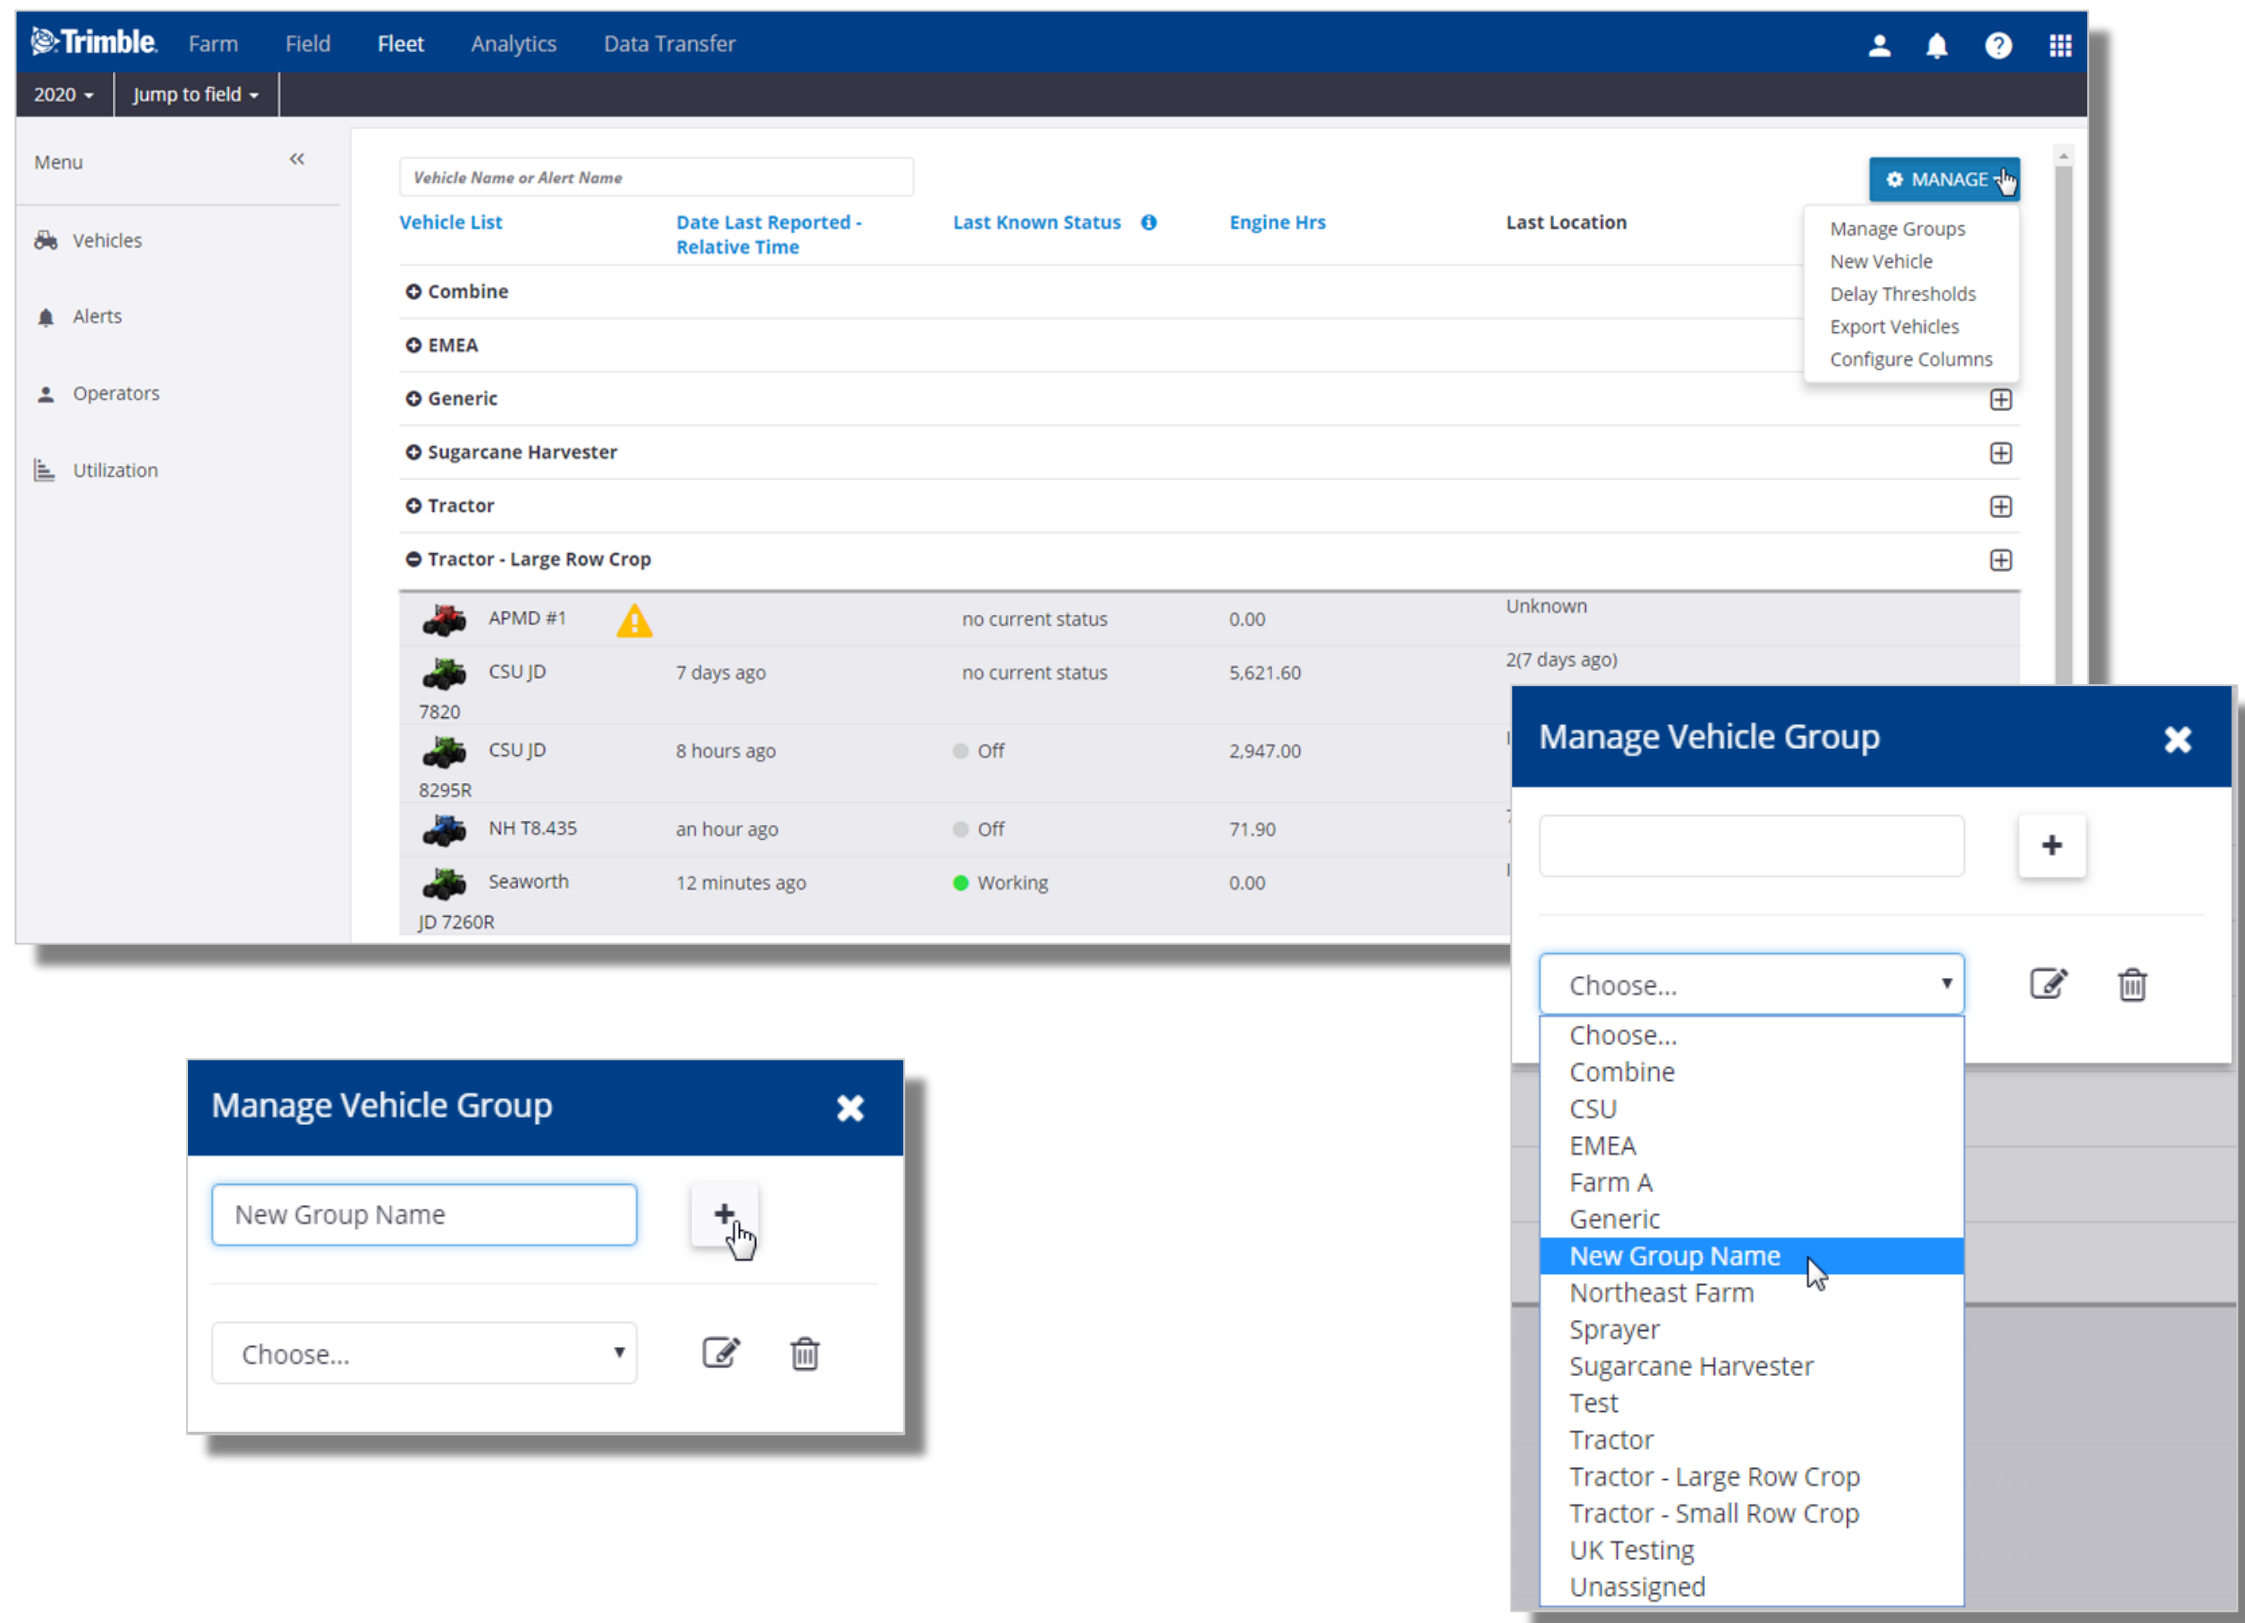 Trimble. Farm Field Fleet Analytics Data Transfer
2020 Jump to field
Menu
Vehicles
Alerts
Operators
Utilization
Vehicle Name or Alert Name
MANAGE
Manage Groups
New Vehicle
Delay Thresholds
Export Vehicles
Configure Columns
Vehicle List Date Last Reported - Last Known Status Engine Hrs Last Location
Relative Time
Combine
EMEA
Generic
Sugarcane Harvester
Tractor
Tractor - Large Row Crop
APMD #1 no current status 0.00 Unknown
CSU JD 7 days ago no current status 5,621.60 2(7 days ago)
7820
CSU JD 8 hours ago Off 2,947.00
8295R
NH T8.435 an hour ago Off 71.90
Seaworth 12 minutes ago Working 0.00
JD 7260R
Manage Vehicle Group
New Group Name
Choose...
Manage Vehicle Group
Choose...
Choose...
Combine
CSU
EMEA
Farm A
Generic
New Group Name
Northeast Farm
Sprayer
Sugarcane Harvester
Test
Tractor
Tractor - Large Row Crop
Tractor - Small Row Crop
UK Testing
Unassigned